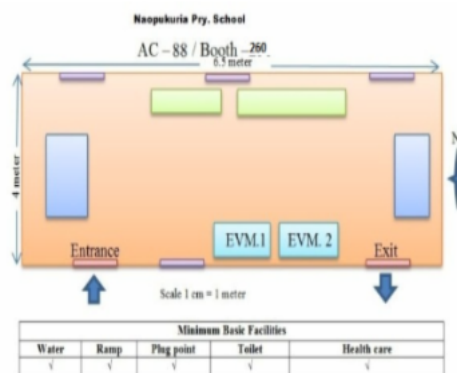 Naopukuria Pry. School
AC – 88 / Booth –260
6.5 meter
4 meter
N
EVM.1 EVM. 2
Entrance Exit
Scale 1 cm = 1 meter
Minimum Basic Facilities
Water Ramp Plug point Toilet Health care
√ √ √ √ √